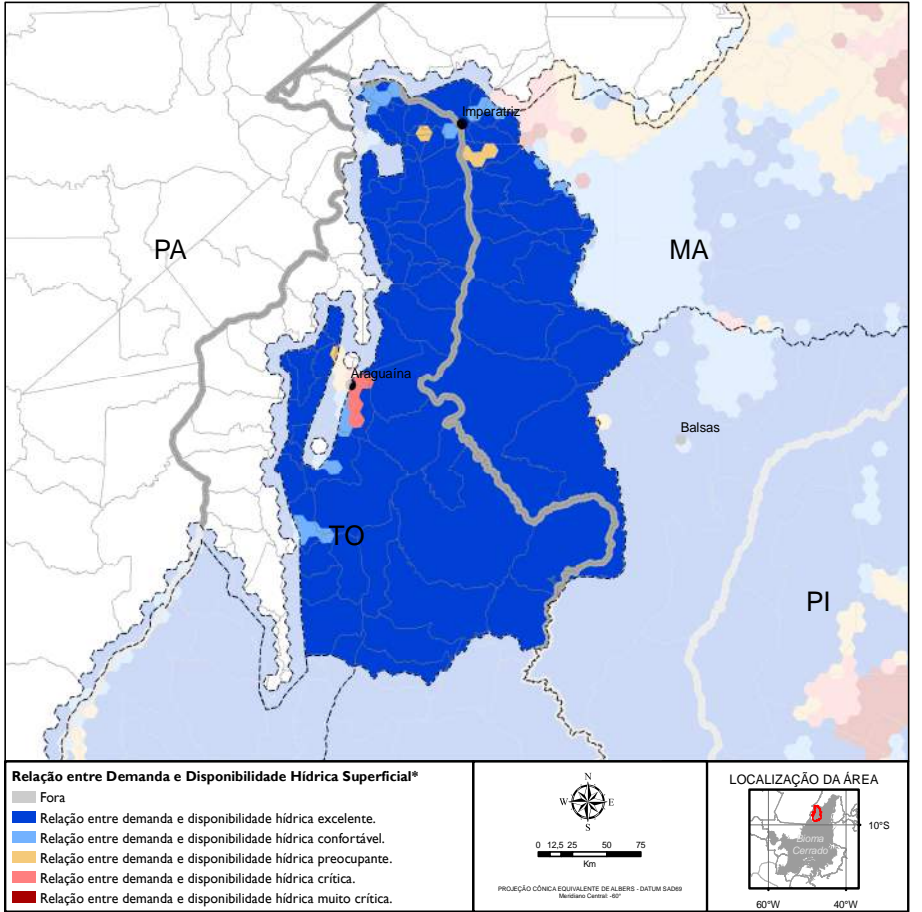 Imperatriz
PA
MA
Araguaína
Balsas
TO
PI
Relação entre Demanda e Disponibilidade Hídrica Superficial*
Fora
Relação entre demanda e disponibilidade hídrica excelente.
Relação entre demanda e disponibilidade hídrica confortável.
Relação entre demanda e disponibilidade hídrica preocupante.
Relação entre demanda e disponibilidade hídrica crítica.
Relação entre demanda e disponibilidade hídrica muito crítica.
N
W E
S
0 12,5 25 50 75
Km
PROJEÇÃO CÔNICA EQUIVALENTE DE ALBERS - DATUM SAD69
Meridiano Central: -60°
LOCALIZAÇÃO DA ÁREA
10°S
Bioma
Cerrado
60°W 40°W